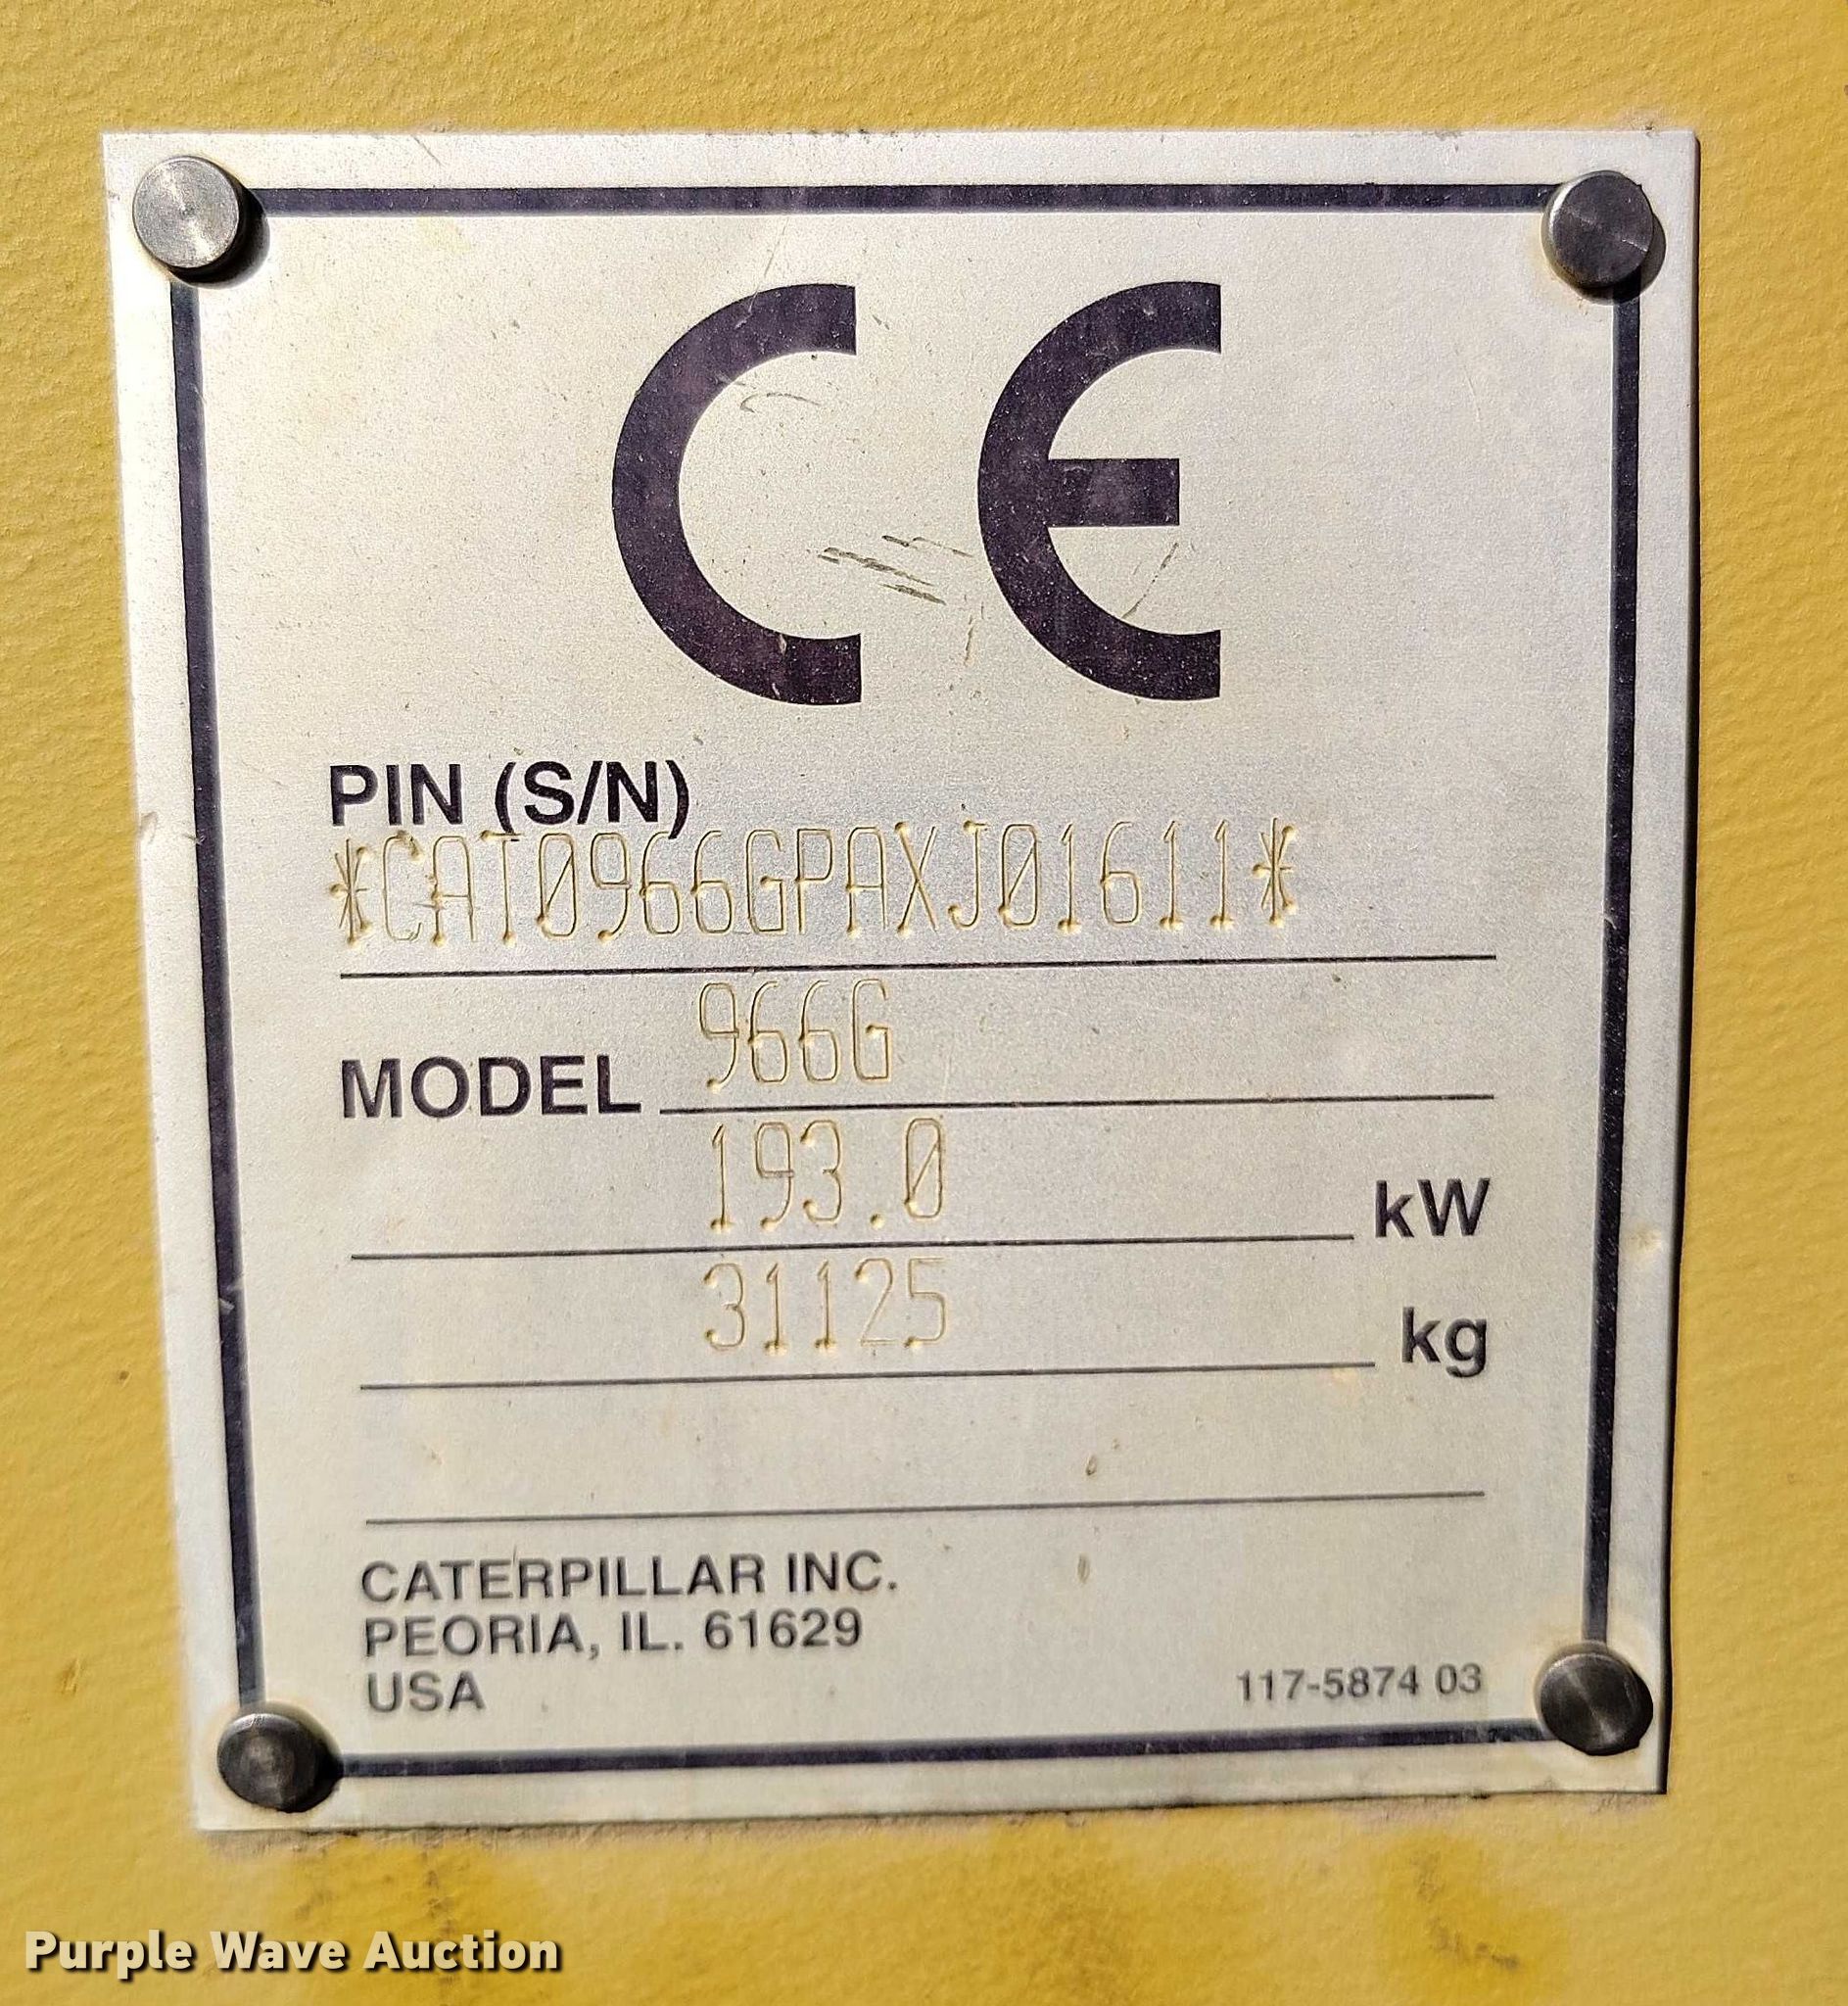 CE
PIN (S/N)
*CAT0966GPAXJ01611*
966G
MODEL
193.0
kW
31125
kg
CATERPILLAR INC.
PEORIA, IL. 61629
USA
117-5874 03
Purple Wave Auction